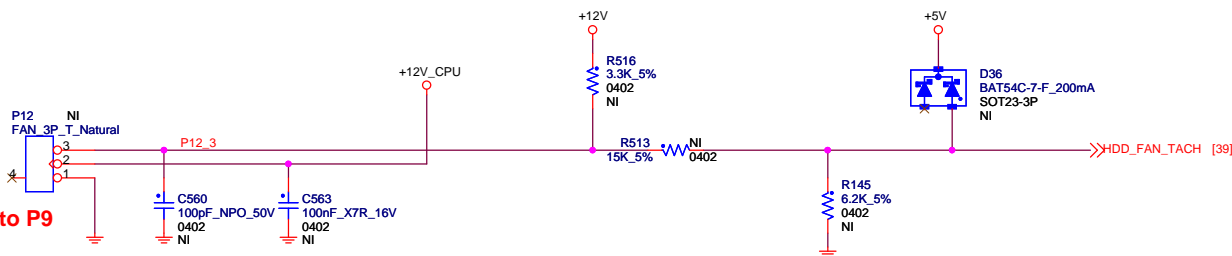 +12V
+5V
+12V_CPU
R516
3.3K_5%
0402
NI
D36
BAT54C-7-F_200mA
SOT23-3P
NI
P12
NI
FAN_3P_T_Natural
3
2
1
4
P12_3
R513
15K_5%
NI
0402
HDD_FAN_TACH [39]
C560
100pF_NPO_50V
0402
NI
C563
100nF_X7R_16V
0402
NI
R145
6.2K_5%
0402
NI
to P9